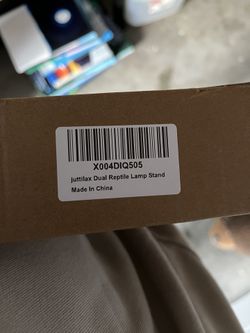 X004DIQ505
juttilax Dual Reptile Lamp Stand
Made In China